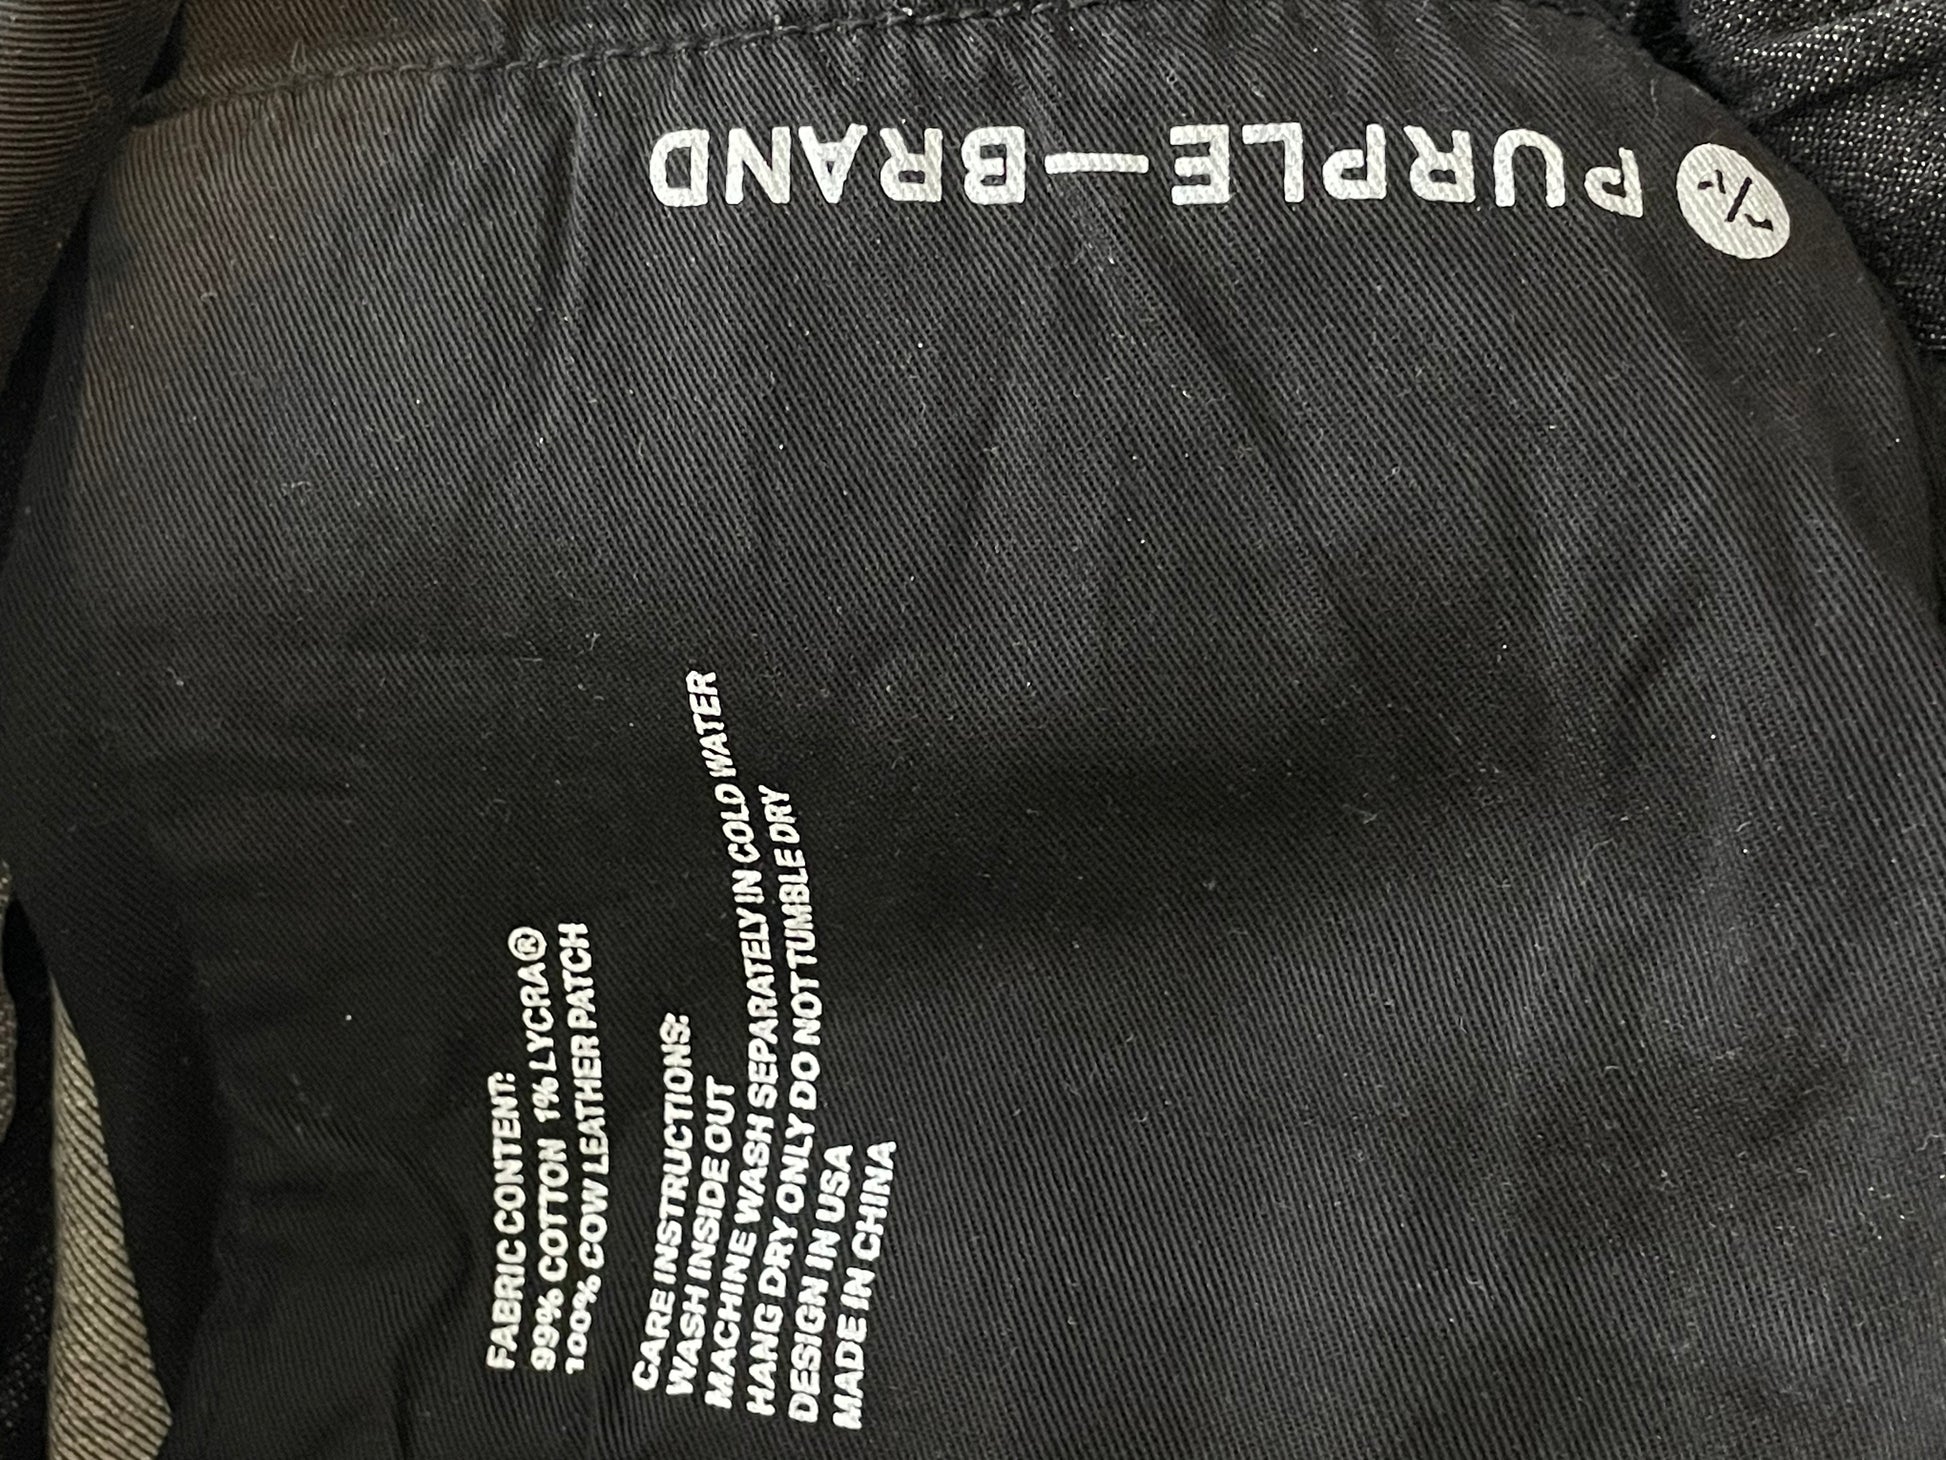 PURPLE—BRAND
FABRIC CONTENT:
99% COTTON 1% LYCRA®
100% COW LEATHER PATCH
CARE INSTRUCTIONS:
WASH INSIDE OUT
MACHINE WASH SEPARATELY IN COLD WATER
HANG DRY ONLY DO NOT TUMBLE DRY
DESIGN IN USA
MADE IN CHINA